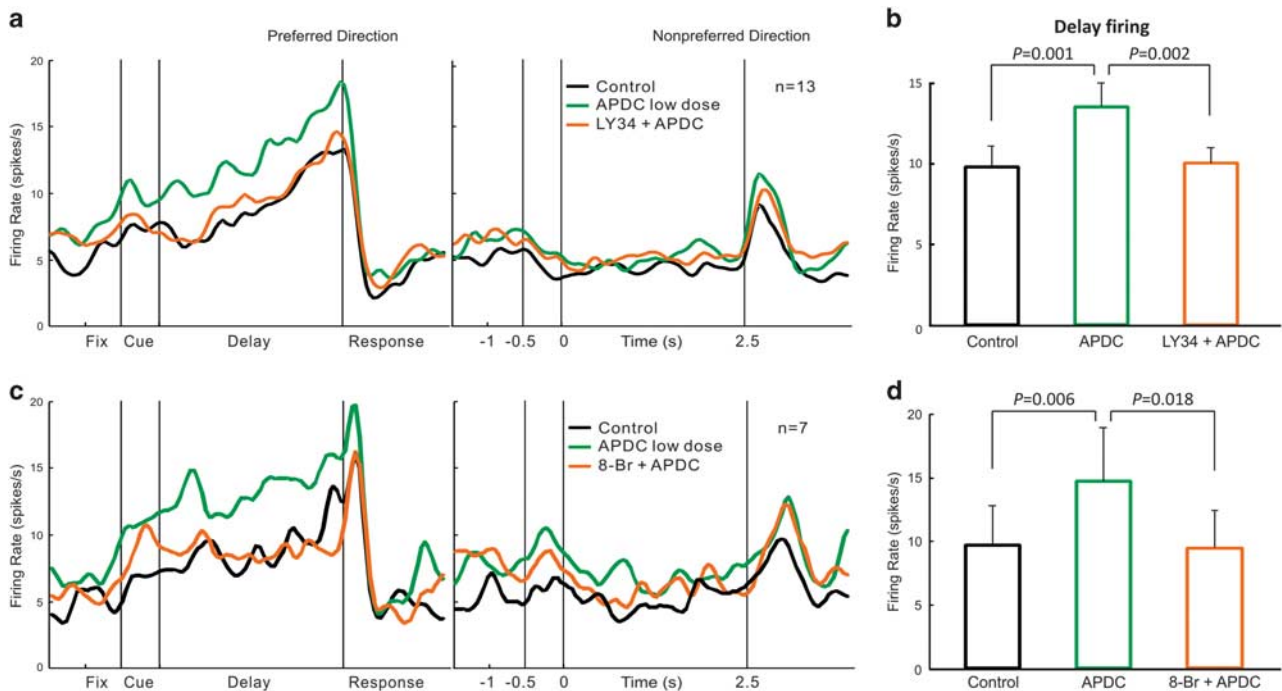 a
Preferred Direction
Nonpreferred Direction
Firing Rate (spikes/s)
20
15
10
5
0
Control
APDC low dose
LY34 + APDC
n=13
Fix Cue Delay Response
-1 -0.5 0 Time (s) 2.5
b
Delay firing
P=0.001 P=0.002
Firing Rate (spikes/s)
15
10
5
0
Control APDC LY34 + APDC
c
Firing Rate (spikes/s)
20
15
10
5
0
Control
APDC low dose
8-Br + APDC
n=7
Fix Cue Delay Response
-1 -0.5 0 Time (s) 2.5
d
P=0.006 P=0.018
Firing Rate (spikes/s)
20
15
10
5
0
Control APDC 8-Br + APDC